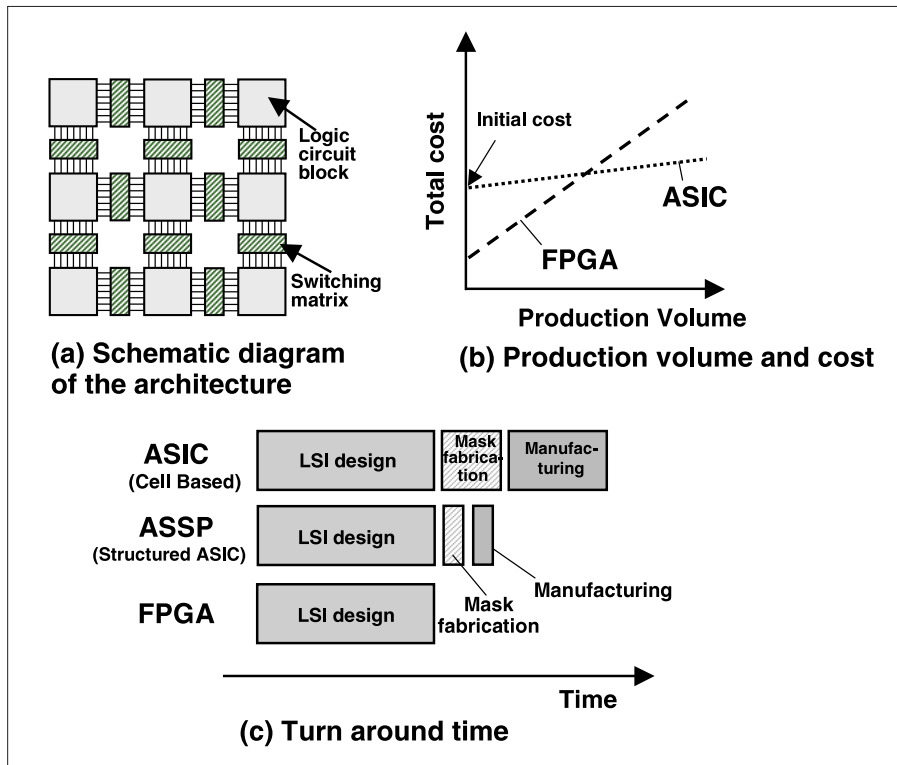 Logic
circuit
block
Switching
matrix
(a) Schematic diagram
of the architecture
Total cost
Initial cost
ASIC
FPGA
Production Volume
(b) Production volume and cost
ASIC
(Cell Based)
LSI design
Mask
fabrica-
tion
Manufac-
turing
ASSP
(Structured ASIC)
LSI design
Manufacturing
Mask
fabrication
FPGA
LSI design
Time
(c) Turn around time